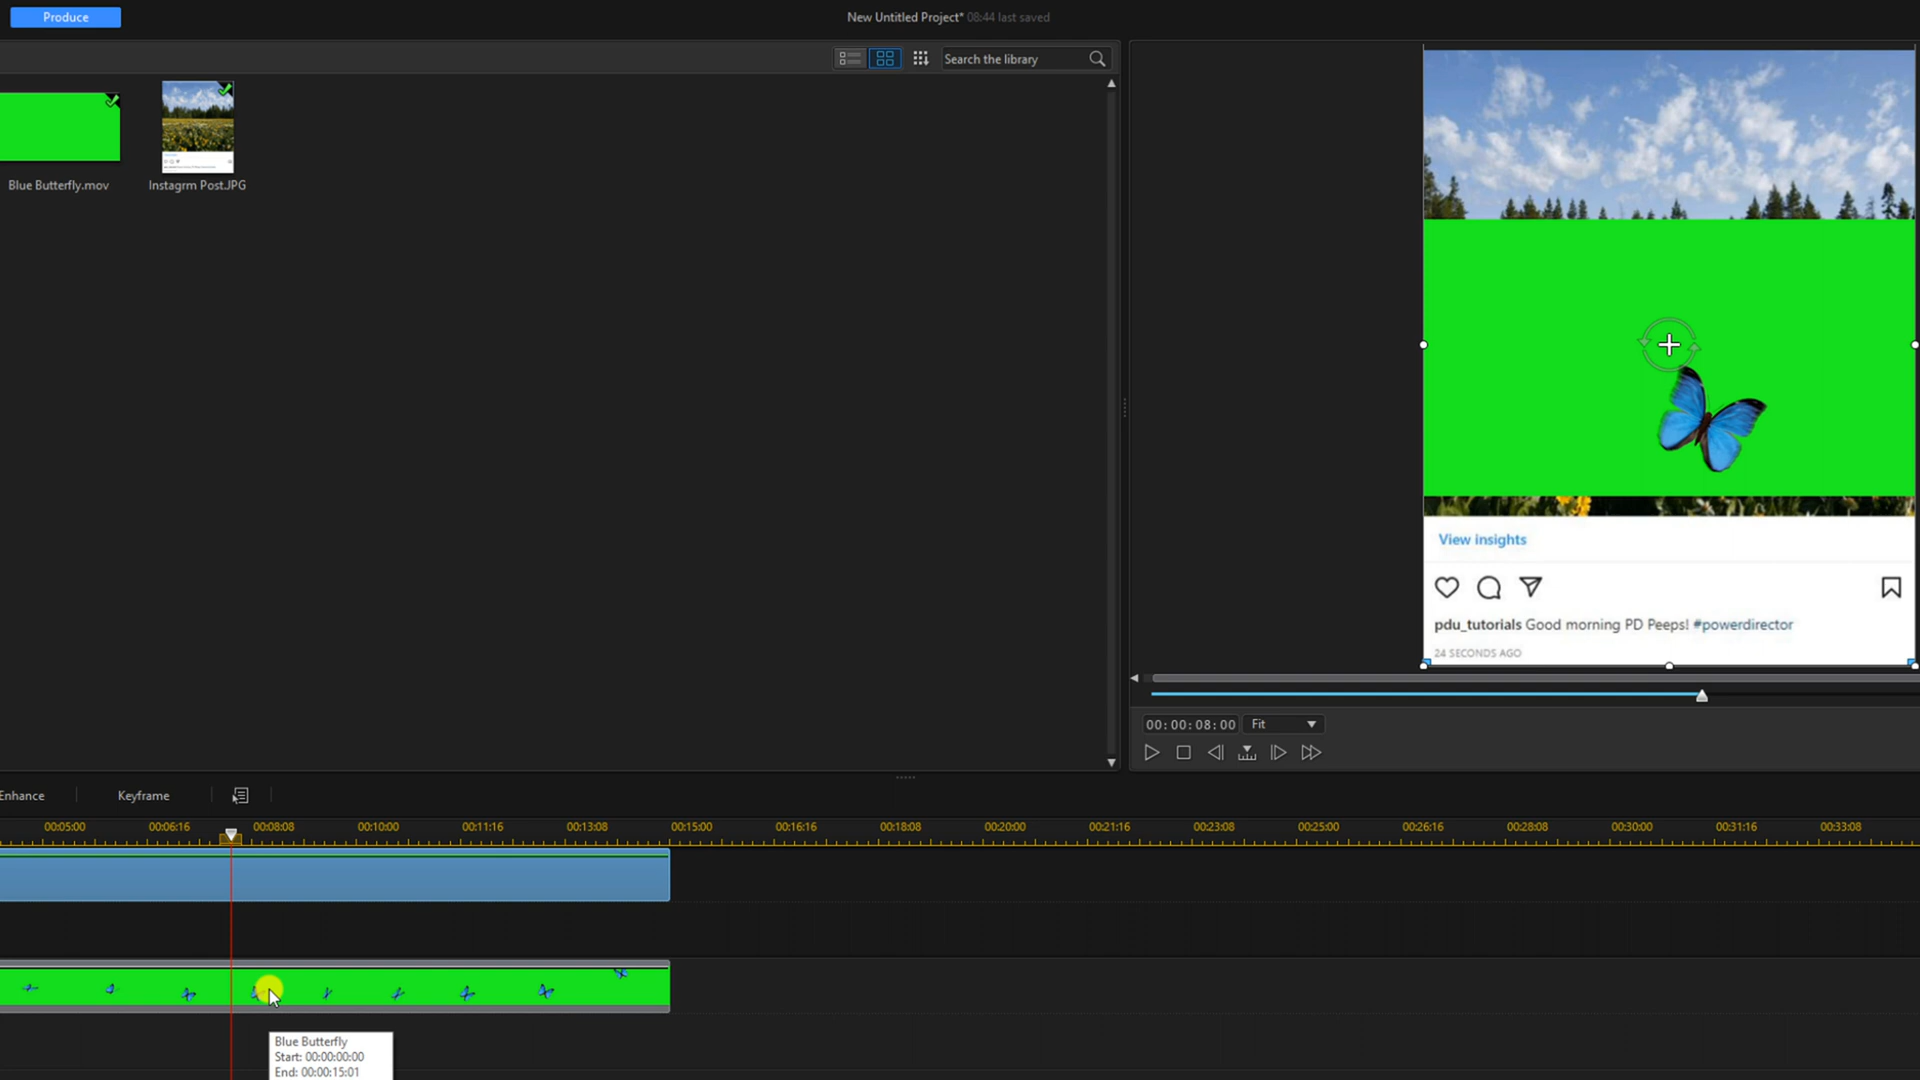 Produce
New Untitled Project* 08:44 last saved
Search the library
Blue Butterfly.mov
Instagrm Post.JPG
View insights
pdu_tutorials Good morning PD Peeps! #powerdirector
24 SECONDS AGO
00:00:08:00
Fit
Enhance
Keyframe
00:05:00 00:06:16 00:08:08 00:10:00 00:11:16 00:13:08 00:15:00 00:16:16 00:18:08 00:20:00 00:21:16 00:23:08 00:25:00 00:26:16 00:28:08 00:30:00 00:31:16 00:33:08
Blue Butterfly
Start: 00:00:00:00
End: 00:00:15:01